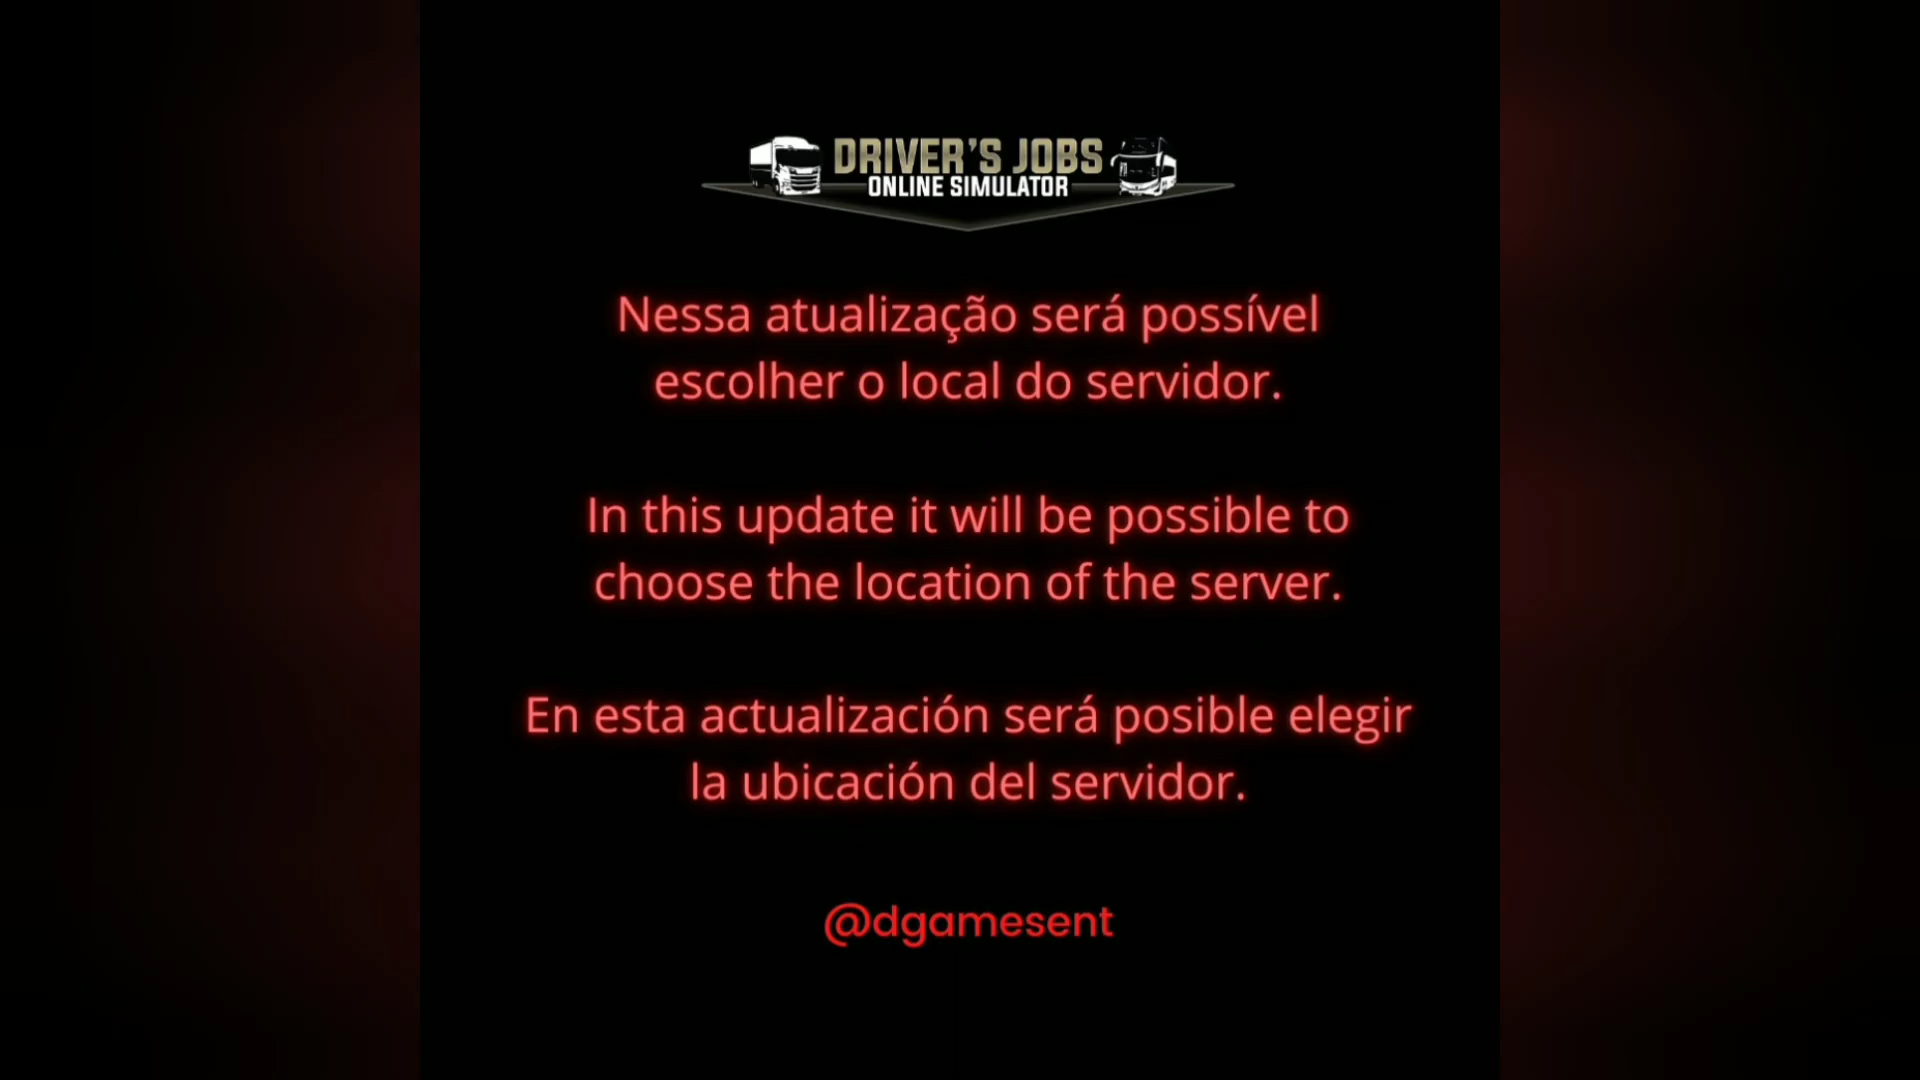 DRIVER'S JOBS
ONLINE SIMULATOR
Nessa atualização será possível
escolher o local do servidor.
In this update it will be possible to
choose the location of the server.
En esta actualización será posible elegir
la ubicación del servidor.
@dgamesent